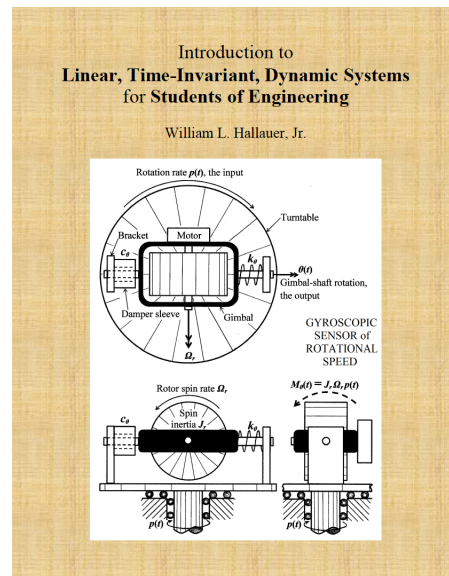 Introduction to
Linear, Time-Invariant, Dynamic Systems
for Students of Engineering
William L. Hallauer, Jr.
Rotation rate p(t), the input
Turntable
Bracket
Motor
cθ
kθ
θ(t)
Gimbal-shaft rotation,
the output
Damper sleeve
Gimbal
Ωr
GYROSCOPIC
SENSOR of
ROTATIONAL
SPEED
Rotor spin rate Ωr
Mθ(t) = JrΩrp(t)
Spin
inertia Jr
cθ
kθ
p(t)
p(t)